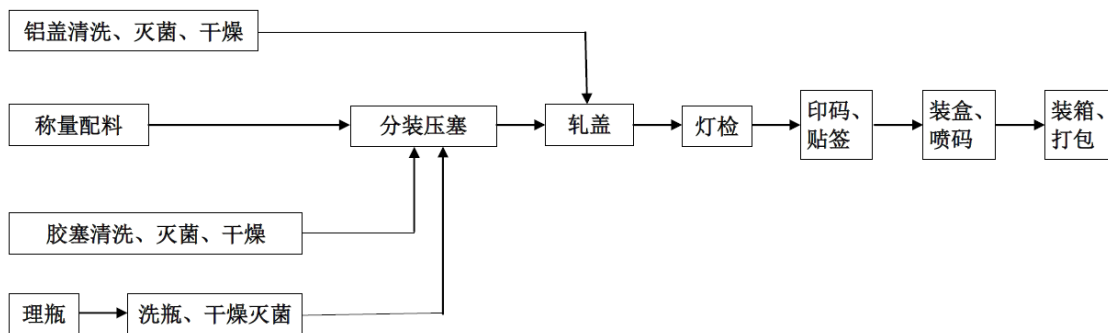 铝盖清洗、灭菌、干燥
称量配料
分装压塞
轧盖
灯检
印码、
贴签
装盒、
喷码
装箱、
打包
胶塞清洗、灭菌、干燥
理瓶
洗瓶、干燥灭菌